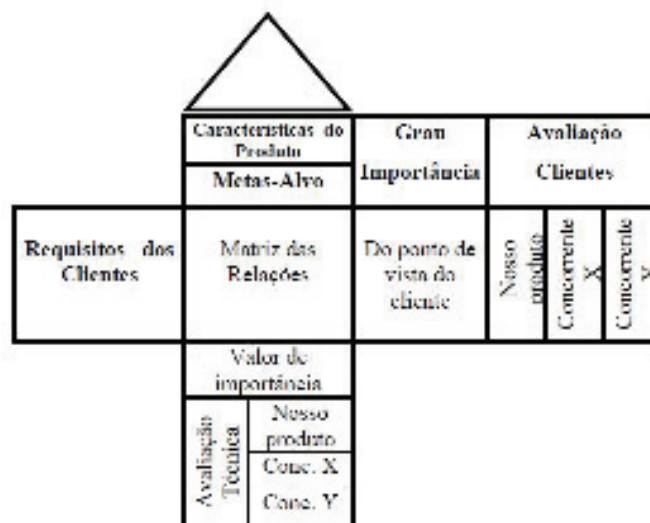 Características do
Produto
Metas-Alvo
Grau
Importância
Avaliação
Clientes
Requisitos dos
Clientes
Matriz das
Relações
Do ponto de
vista do
cliente
Nosso
produto
Concorrente
X
Concorrente
Valor de
importância
Avaliação
Técnica
Nosso
produto
Conc. X
Conc. Y